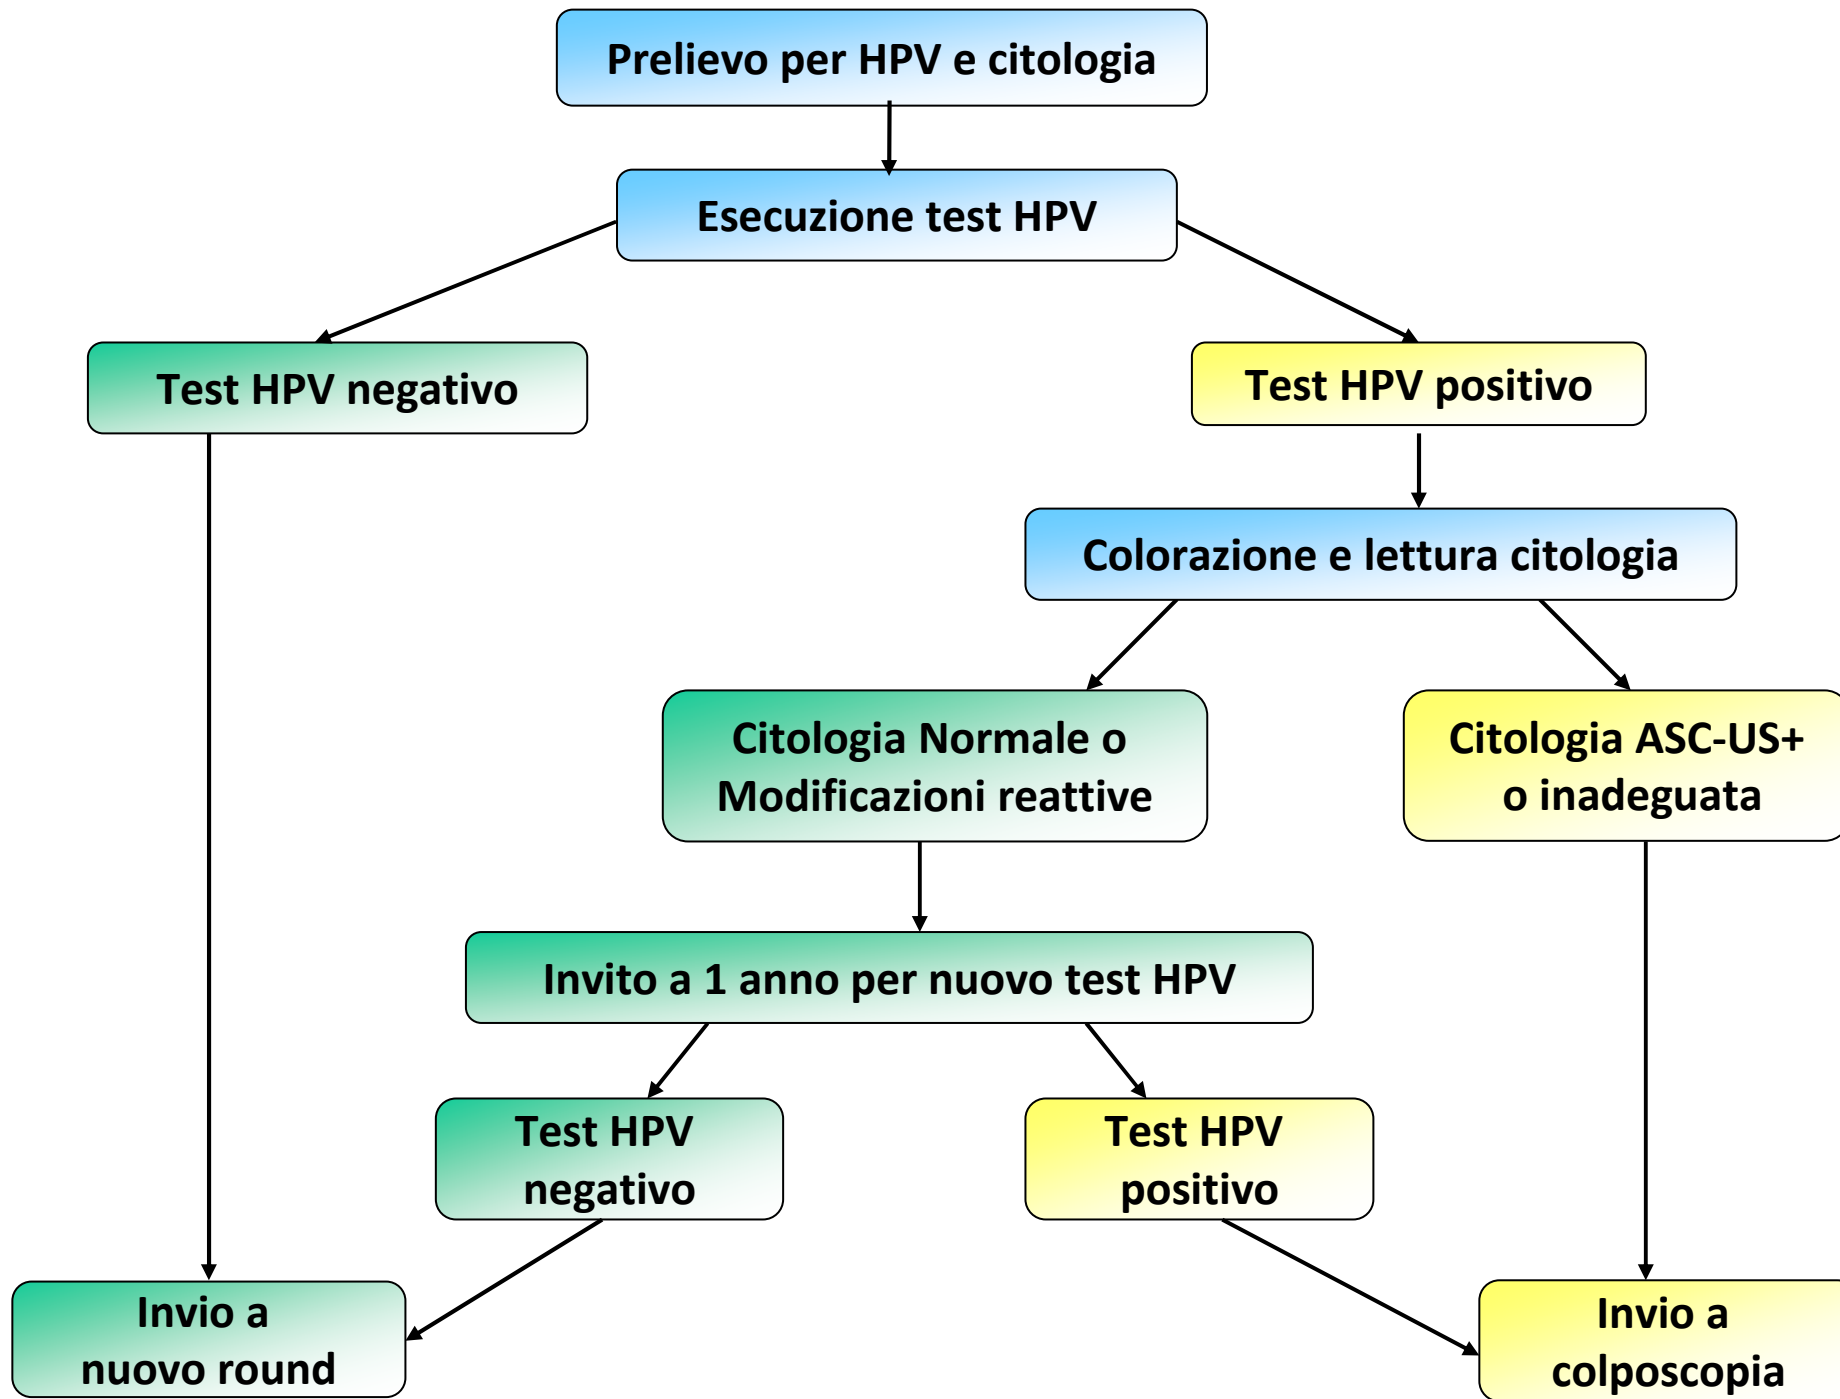 Prelievo per HPV e citologia
Esecuzione test HPV
Test HPV negativo
Test HPV positivo
Colorazione e lettura citologia
Citologia Normale o
Modificazioni reattive
Citologia ASC-US+
o inadeguata
Invito a 1 anno per nuovo test HPV
Test HPV
negativo
Test HPV
positivo
Invio a
nuovo round
Invio a
colposcopia